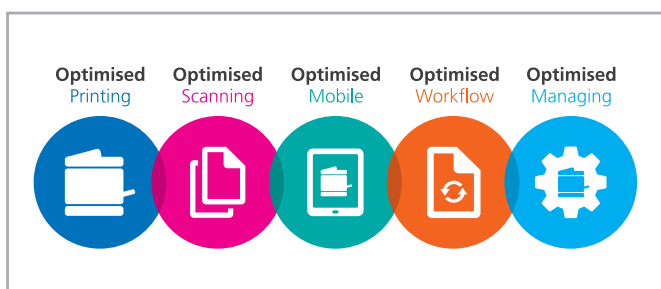 Optimised
Printing
Optimised
Scanning
Optimised
Mobile
Optimised
Workflow
Optimised
Managing